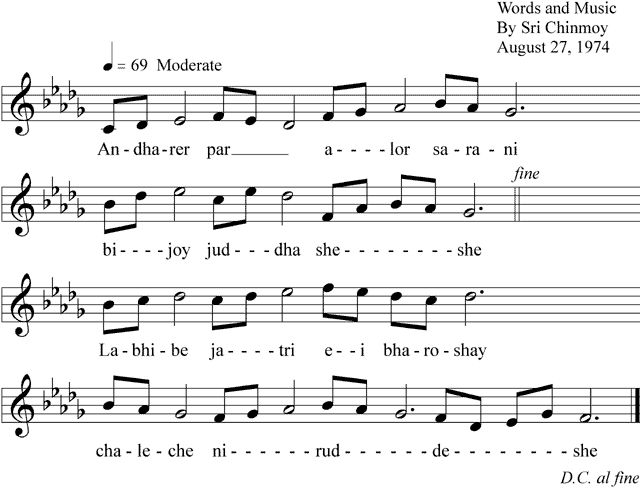 Words and Music
By Sri Chinmoy
August 27, 1974
= 69 Moderate
An - dha - rer par________ a - - - - lor sa - ra - ni
fine
bi - - - - joy jud - - dha she - - - - - - - - she
La - bhi - be ja - - - - tri e - - i bha - ro - shay
cha - le - che ni - - - - - - rud - - - - - - de - - - - - - - she
D.C. al fine